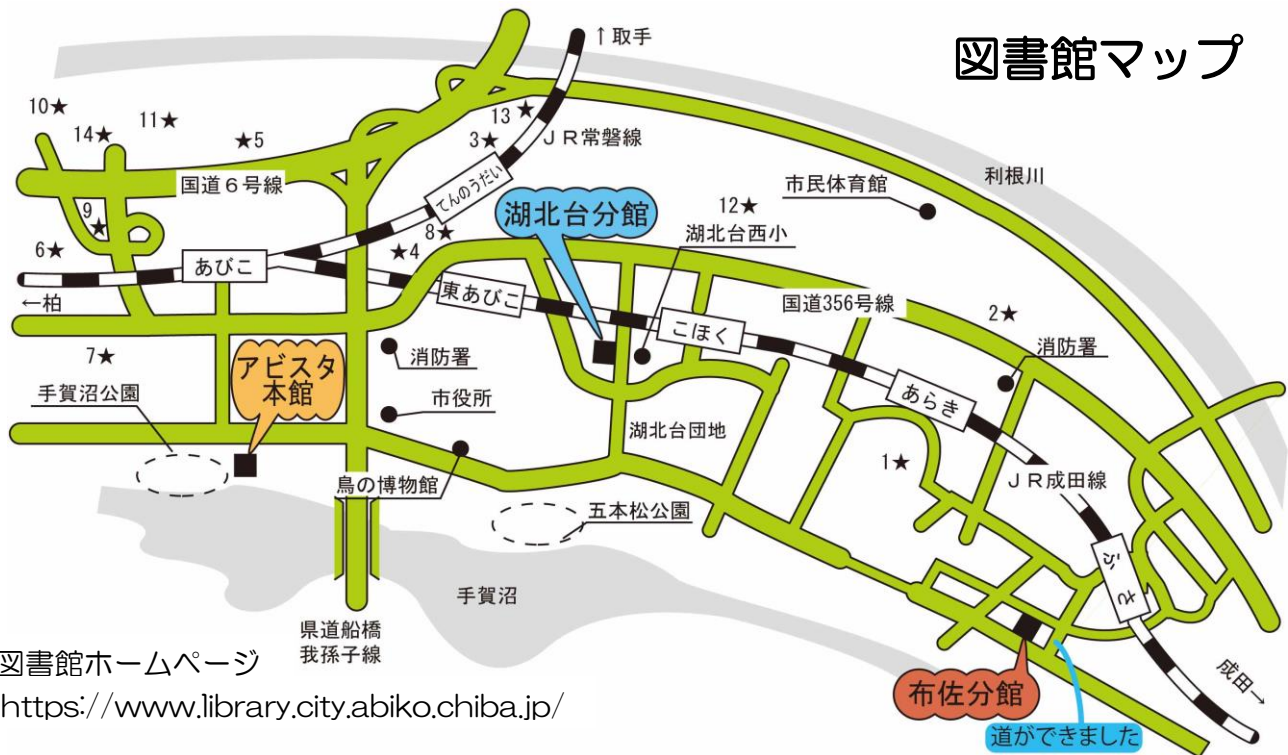 図書館マップ
↑取手
10★
14★
11★
★5
13★
3★
JR常磐線
国道6号線
てんのうだい
利根川
市民体育館
湖北台分館
12★
湖北台西小
9★
6★
8★
★4
あびこ
←柏
東あびこ
こほく
国道356号線
2★
消防署
7★
アビスタ
本館
消防署
手賀沼公園
市役所
あらき
湖北台団地
1★
JR成田線
鳥の博物館
五本松公園
ふさ
手賀沼
県道船橋
我孫子線
布佐分館
成田→
道ができました
図書館ホームページ
https://www.library.city.abiko.chiba.jp/